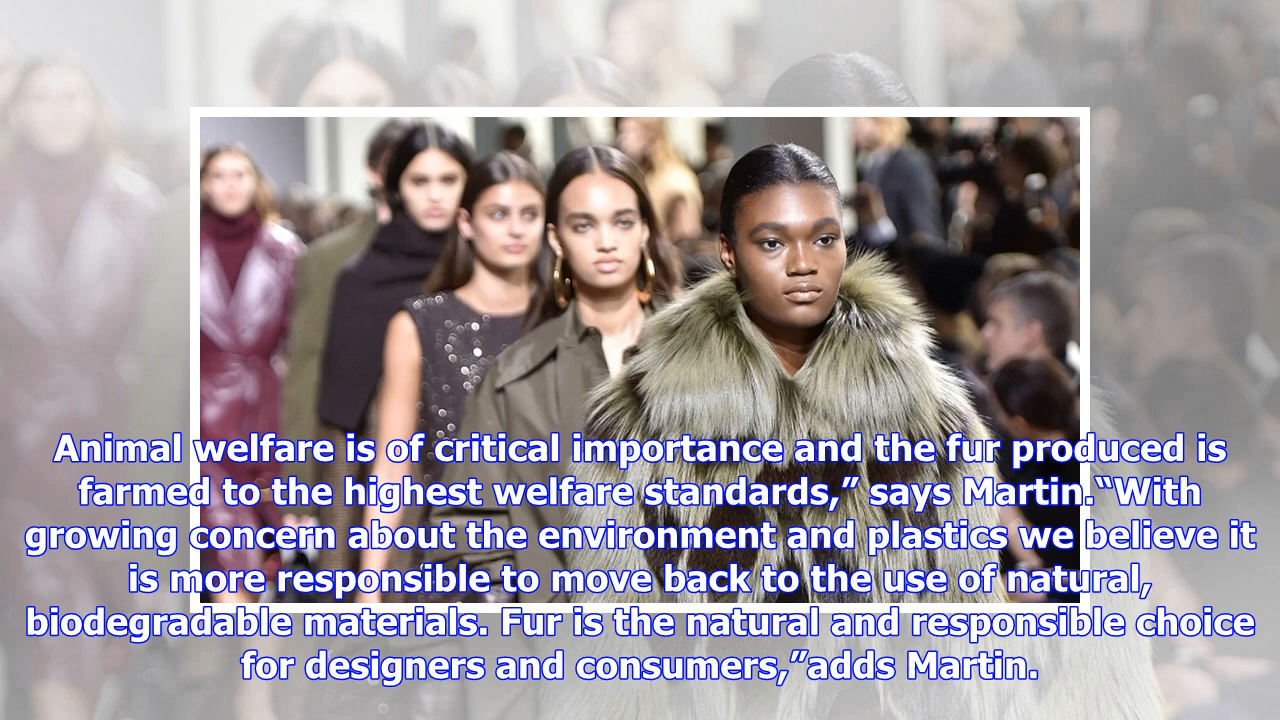 Animal welfare is of critical importance and the fur produced is
farmed to the highest welfare standards,” says Martin.“With
growing concern about the environment and plastics we believe it
is more responsible to move back to the use of natural,
biodegradable materials. Fur is the natural and responsible choice
for designers and consumers,”adds Martin.